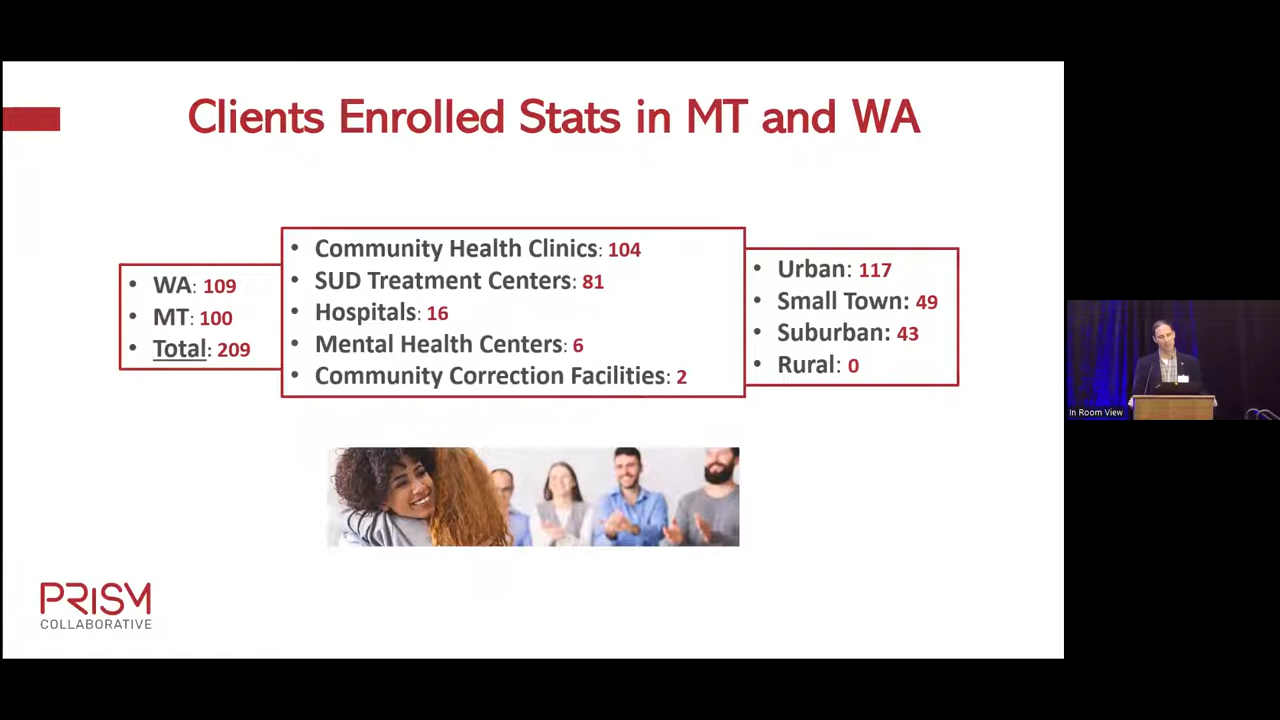 Clients Enrolled Stats in MT and WA
• WA: 109
• MT: 100
• Total: 209
• Community Health Clinics: 104
• SUD Treatment Centers: 81
• Hospitals: 16
• Mental Health Centers: 6
• Community Correction Facilities: 2
• Urban: 117
• Small Town: 49
• Suburban: 43
• Rural: 0
PRISM
COLLABORATIVE
In Room View